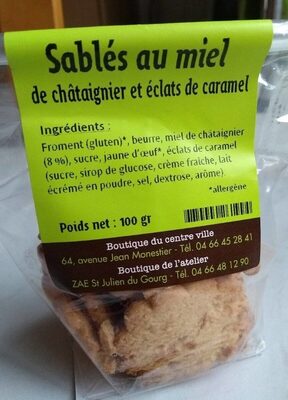 Sablés au miel
de châtaignier et éclats de caramel
Ingrédients :
Froment (gluten)*, beurre, miel de châtaignier
(8 %), sucre, jaune d'œuf*, éclats de caramel
(sucre, sirop de glucose, crème fraîche, lait
écrémé en poudre, sel, dextrose, arôme).
*allergène
Poids net : 100 gr
Boutique du centre ville
64, avenue Jean Monestier - Tél. 04 66 45 28 41
Boutique de l'atelier
ZAE St Julien du Gourg - Tél. 04 66 48 12 90